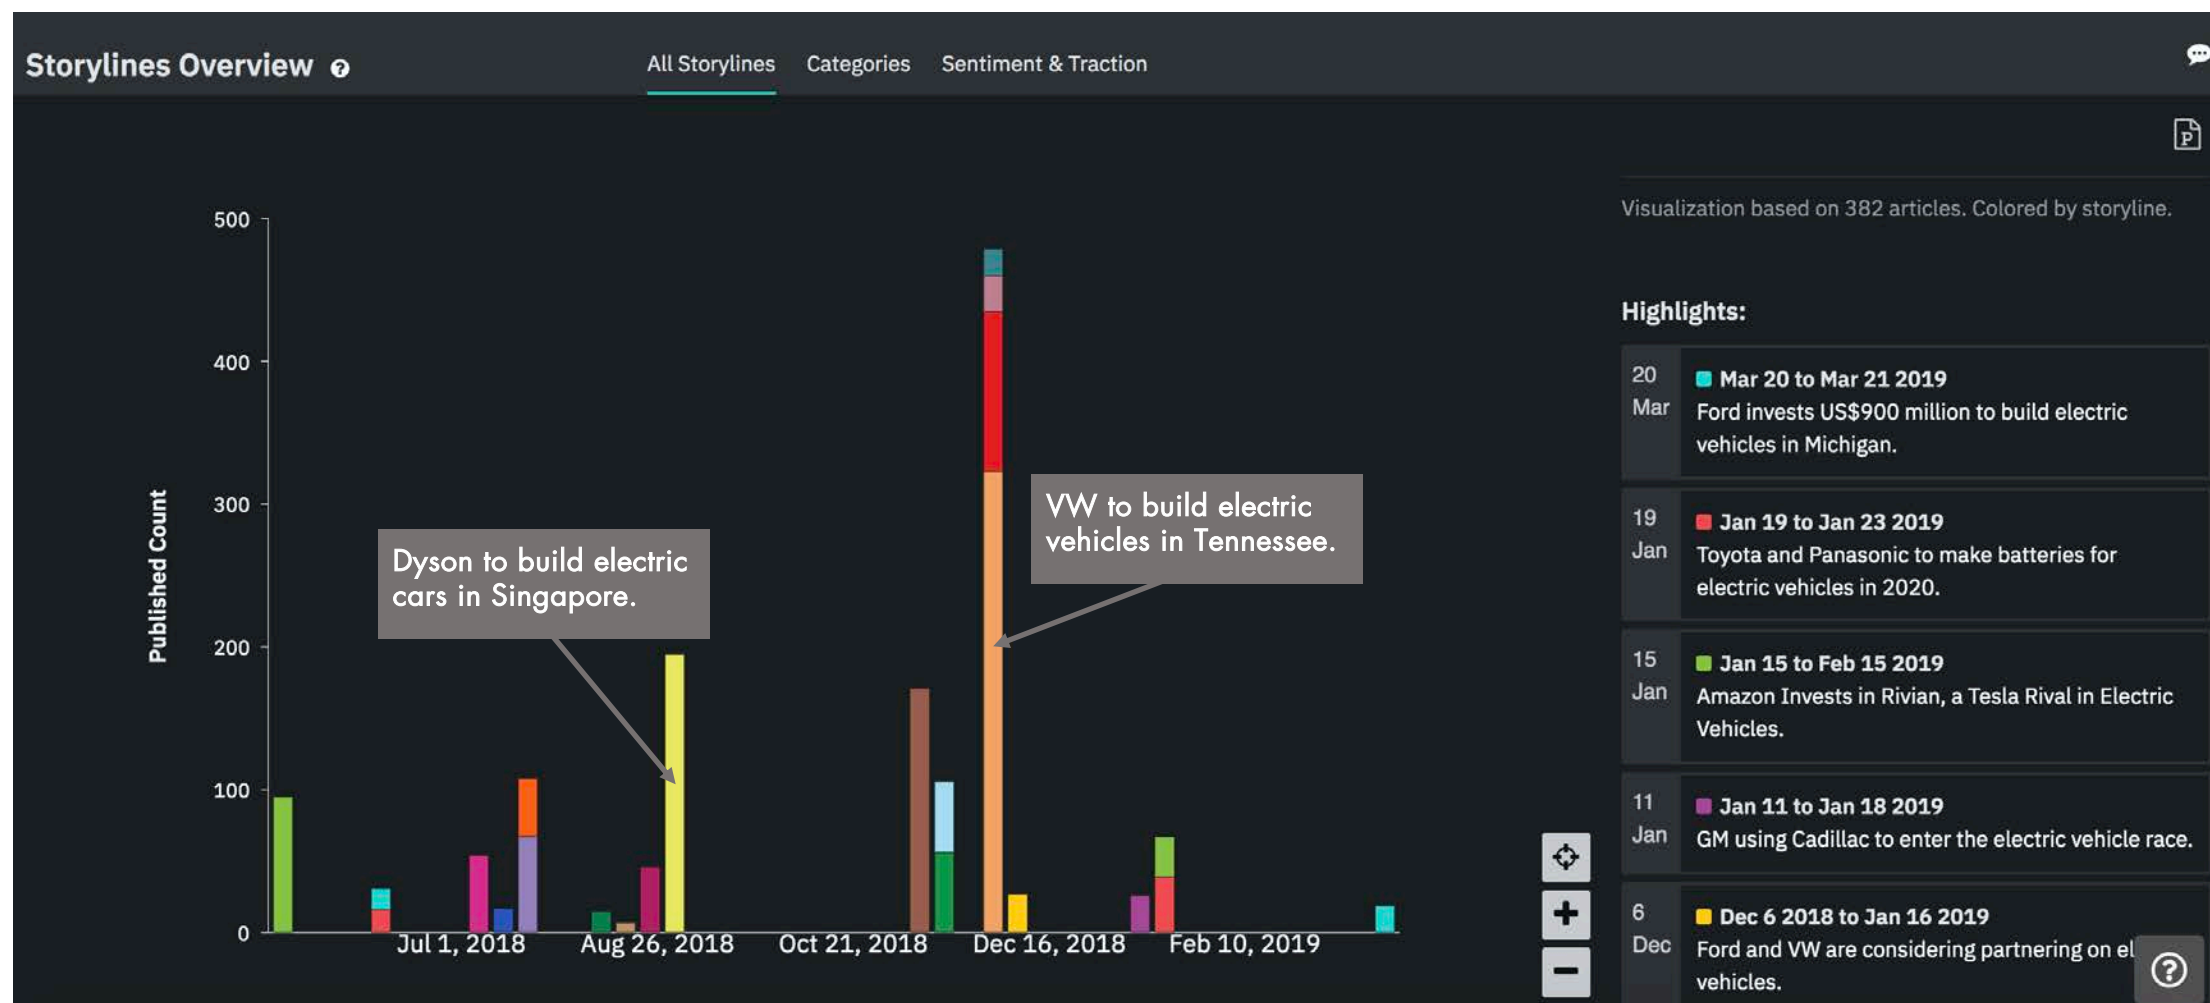 Storylines Overview ?
All Storylines Categories Sentiment & Traction
P
Visualization based on 382 articles. Colored by storyline.
Published Count
500
400
300
200
100
0
Jul 1, 2018 Aug 26, 2018 Oct 21, 2018 Dec 16, 2018 Feb 10, 2019
Dyson to build electric
cars in Singapore.
VW to build electric
vehicles in Tennessee.
Highlights:
20
Mar
Mar 20 to Mar 21 2019
Ford invests US$900 million to build electric
vehicles in Michigan.
19
Jan
Jan 19 to Jan 23 2019
Toyota and Panasonic to make batteries for
electric vehicles in 2020.
15
Jan
Jan 15 to Feb 15 2019
Amazon Invests in Rivian, a Tesla Rival in Electric
Vehicles.
11
Jan
Jan 11 to Jan 18 2019
GM using Cadillac to enter the electric vehicle race.
6
Dec
Dec 6 2018 to Jan 16 2019
Ford and VW are considering partnering on el
vehicles.
?